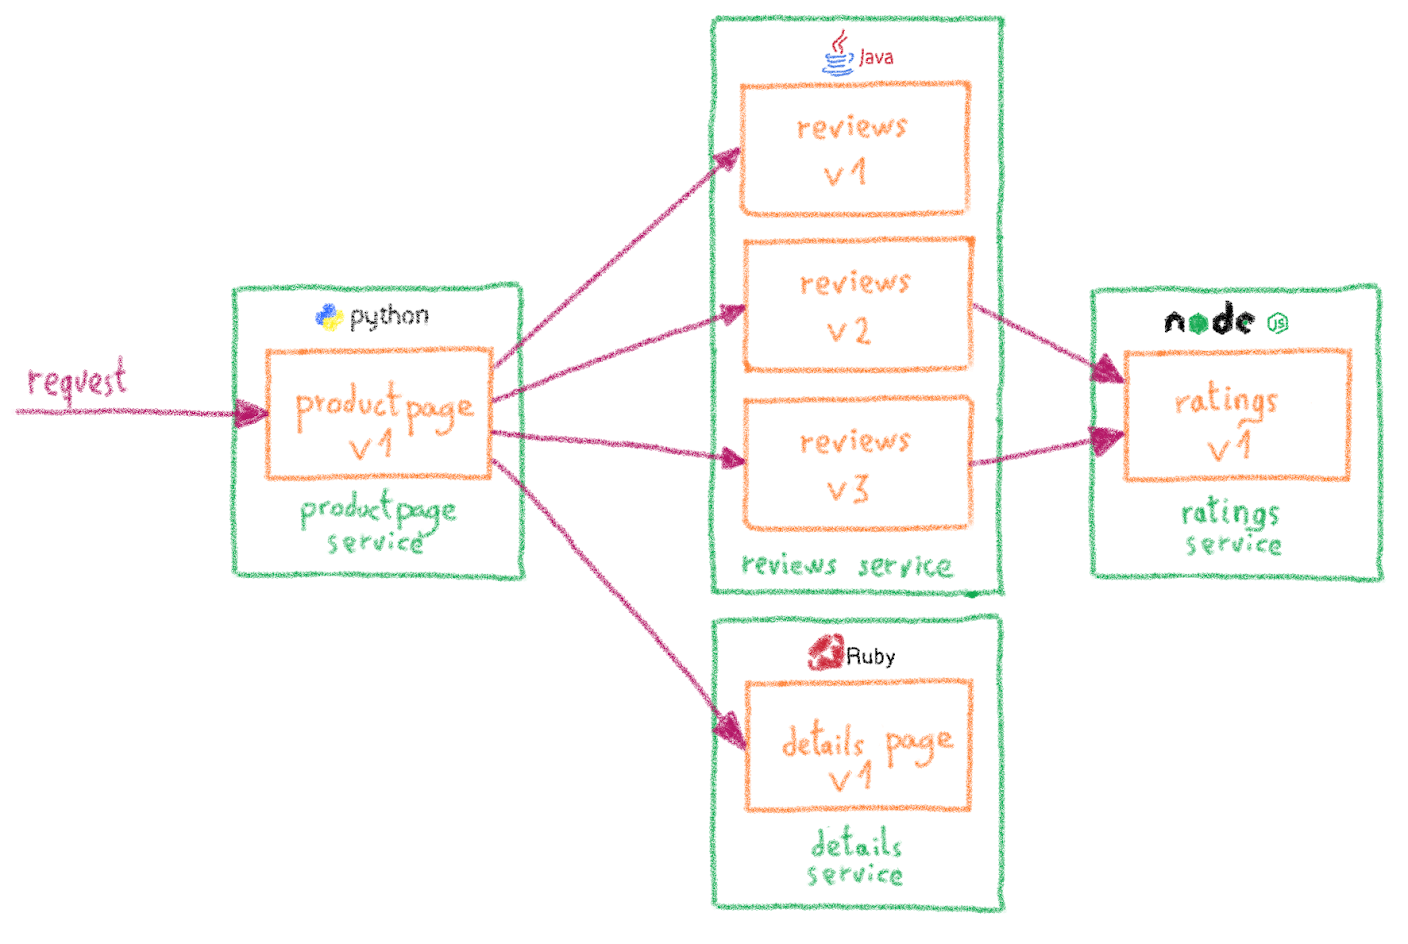 request
python
productpage
v1
productpage
service
Java
reviews
v1
reviews
v2
reviews
v3
reviews service
Ruby
details page
v1
details
service
node JS
ratings
v1
ratings
service